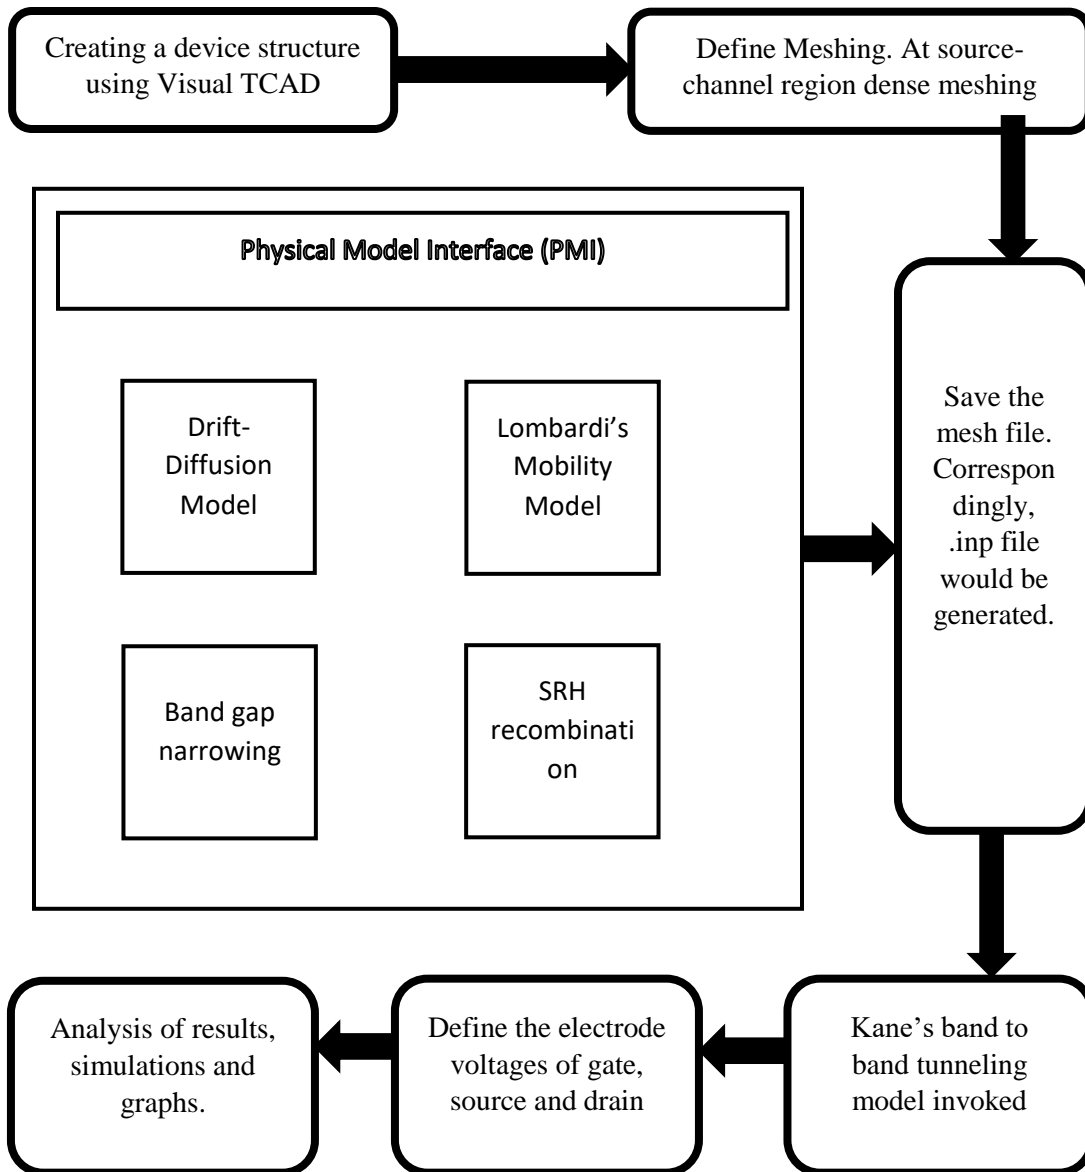 Creating a device structure
using Visual TCAD
Define Meshing. At source-
channel region dense meshing
Physical Model Interface (PMI)
Drift-
Diffusion
Model
Lombardi’s
Mobility
Model
Band gap
narrowing
SRH
recombinati
on
Save the
mesh file.
Correspon
dingly,
.inp file
would be
generated.
Kane’s band to
band tunneling
model invoked
Define the electrode
voltages of gate,
source and drain
Analysis of results,
simulations and
graphs.